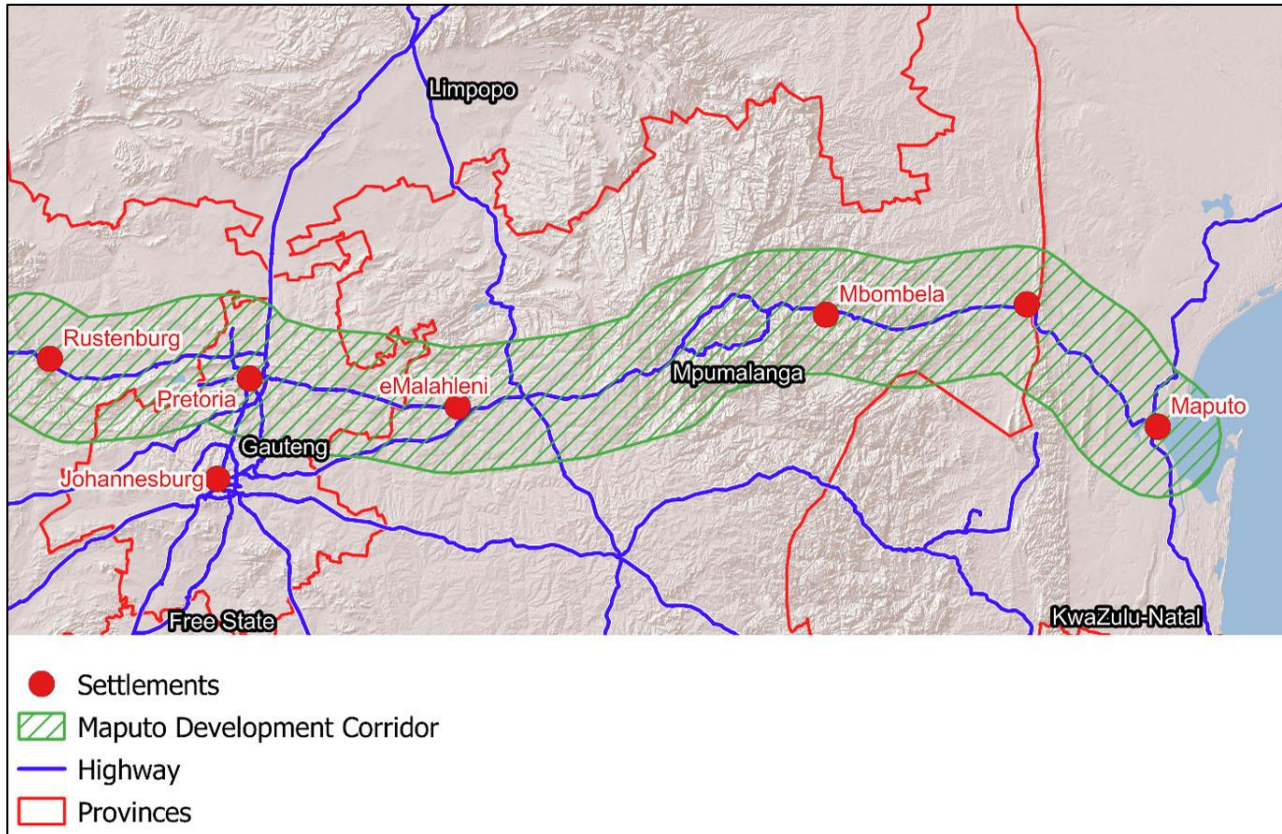 Limpopo
Mbombela
Rustenburg
Mpumalanga
eMalahleni
Pretoria
Maputo
Gauteng
Johannesburg
Free State
KwaZulu-Natal
Settlements
Maputo Development Corridor
Highway
Provinces